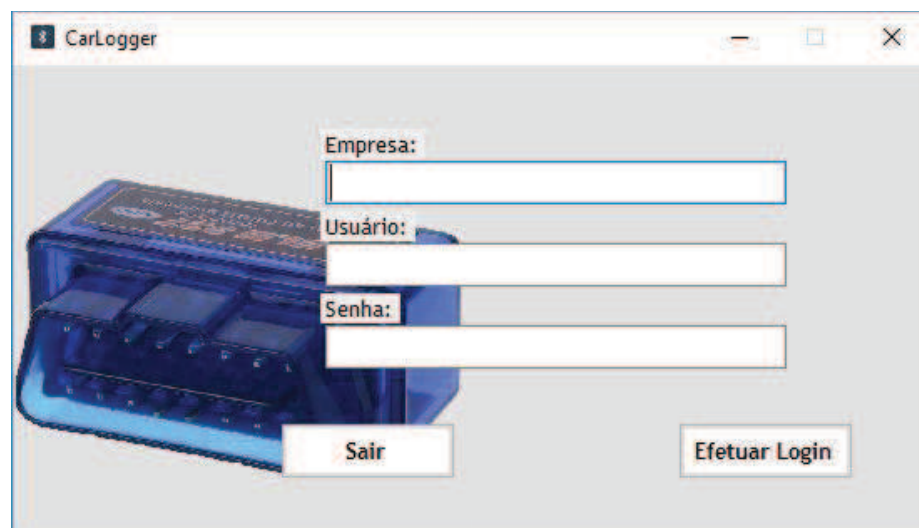 CarLogger
Empresa:
Usuário:
Senha:
Sair
Efetuar Login